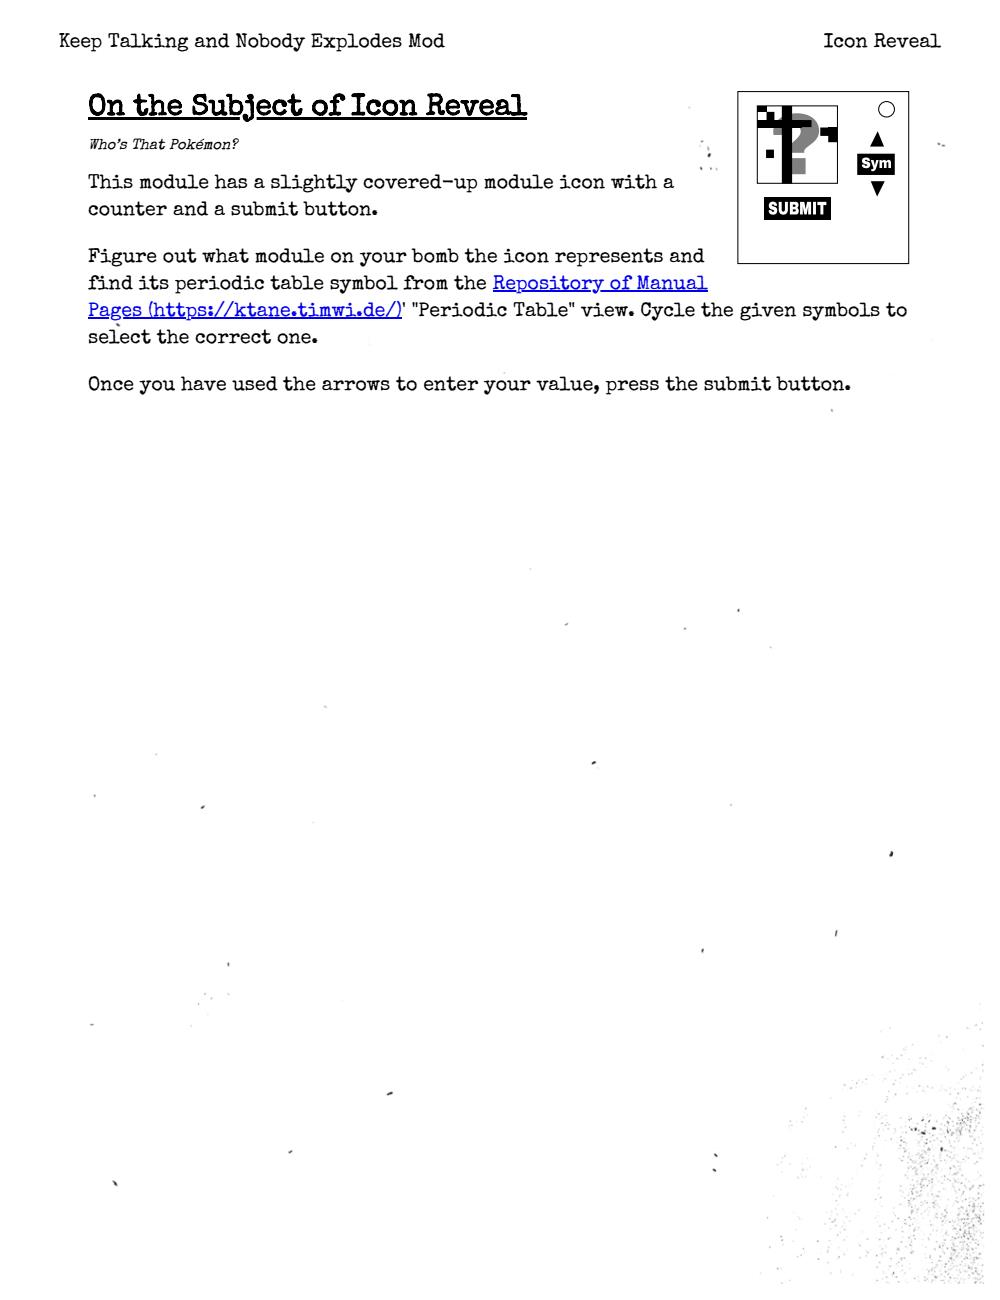 Keep Talking and Nobody Explodes Mod
Icon Reveal
On the Subject of Icon Reveal
Who's That Pokémon?
This module has a slightly covered-up module icon with a
counter and a submit button.
Figure out what module on your bomb the icon represents and
find its periodic table symbol from the Repository of Manual
Pages (https://ktane.timwi.de/)' "Periodic Table" view. Cycle the given symbols to
select the correct one.
Once you have used the arrows to enter your value, press the submit button.
?
Sym
SUBMIT